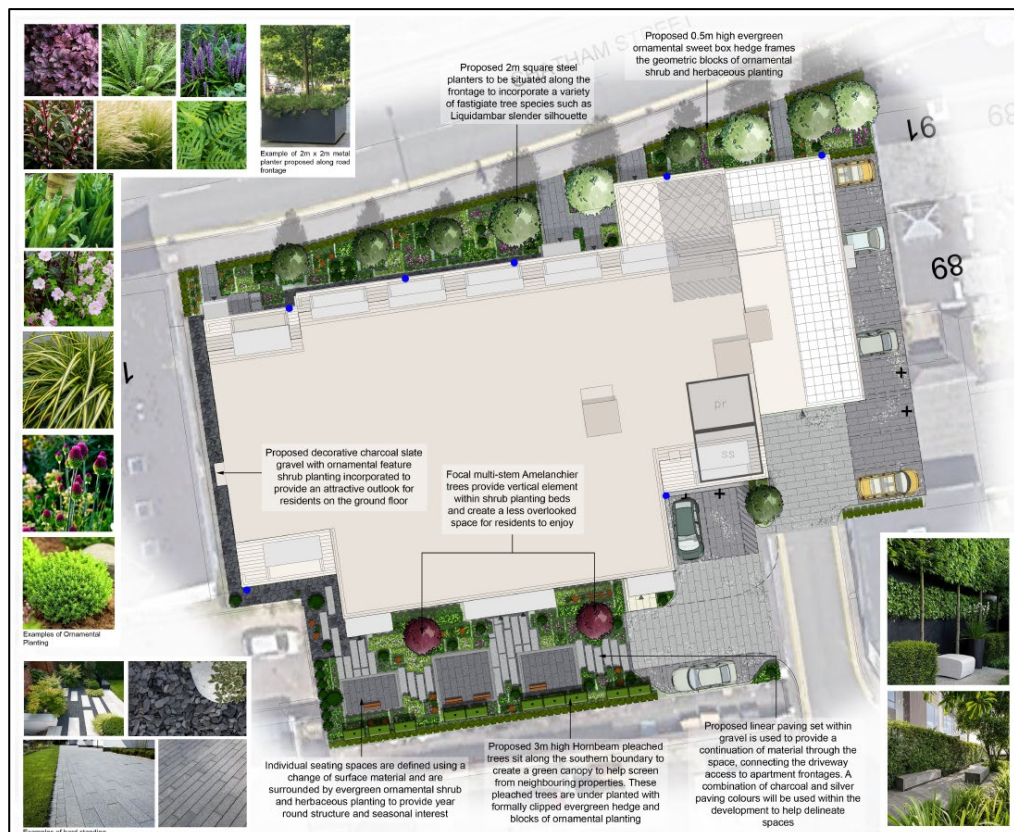 Proposed 2m square steel
planters to be situated along the
frontage to incorporate a variety
of fastigiate tree species such as
Liquidambar slender silhouette
Proposed 0.5m high evergreen
ornamental sweet box hedge frames
the geometric blocks of ornamental
shrub and herbaceous planting
Example of 2m x 2m metal
planter proposed along road
frontage
STREET
91
89
89
1
pr
ss
Proposed decorative charcoal slate
gravel with ornamental feature
shrub planting incorporated to
provide an attractive outlook for
residents on the ground floor
Focal multi-stem Amelanchier
trees provide vertical element
within shrub planting beds
and create a less overlooked
space for residents to enjoy
Examples of Ornamental
Planting
Individual seating spaces are defined using a
change of surface material and are
surrounded by evergreen ornamental shrub
and herbaceous planting to provide year
round structure and seasonal interest
Proposed 3m high Hornbeam pleached
trees sit along the southern boundary to
create a green canopy to help screen
from neighbouring properties. These
pleached trees are under planted with
formally clipped evergreen hedge and
blocks of ornamental planting
Proposed linear paving set within
gravel is used to provide a
continuation of material through the
space, connecting the driveway
access to apartment frontages. A
combination of charcoal and silver
paving colours will be used within the
development to help delineate
spaces
Examples of hard standing